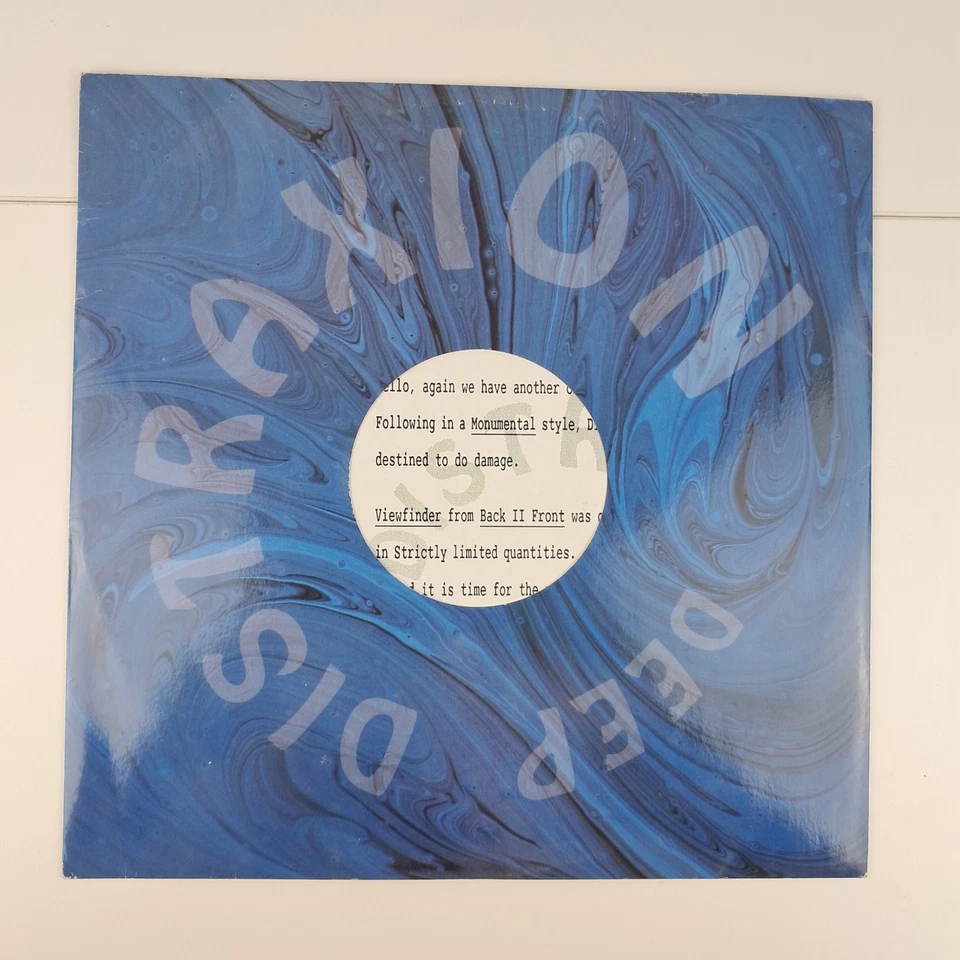 DISTRAXION
DEEP
ello, again we have another
Following in a Monumental style, D
destined to do damage.
Viewfinder from Back II Front was
in Strictly limited quantities.
it is time for the
DISTRA